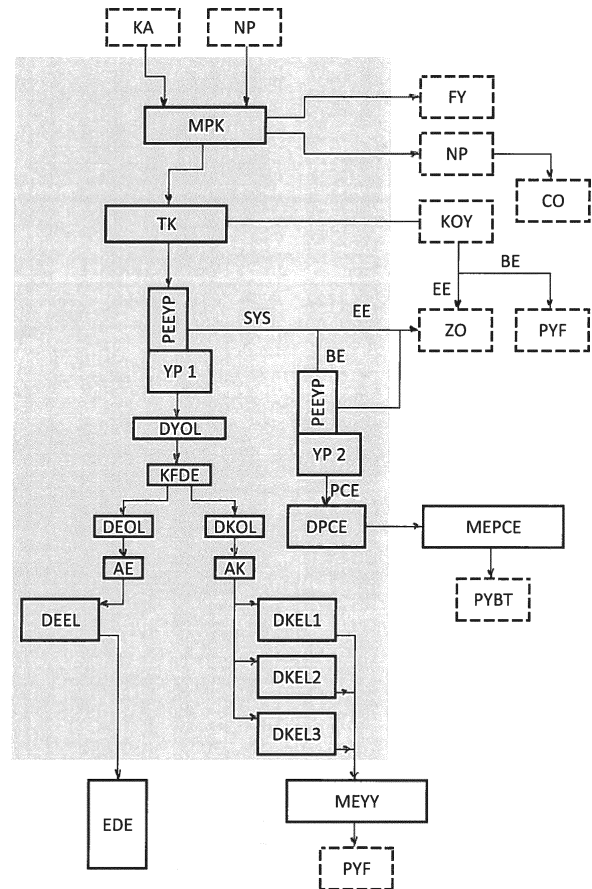 KA
NP
FY
MPK
NP
CO
TK
KOY
BE
EE
PEEYP
SYS
EE
ZO
PYF
BE
YP 1
PEEYP
DYOL
YP 2
KFDE
PCE
DEOL
DKOL
DPCE
MEPCE
AE
AK
PYBT
DEEL
DKEL1
DKEL2
DKEL3
EDE
MEYY
PYF